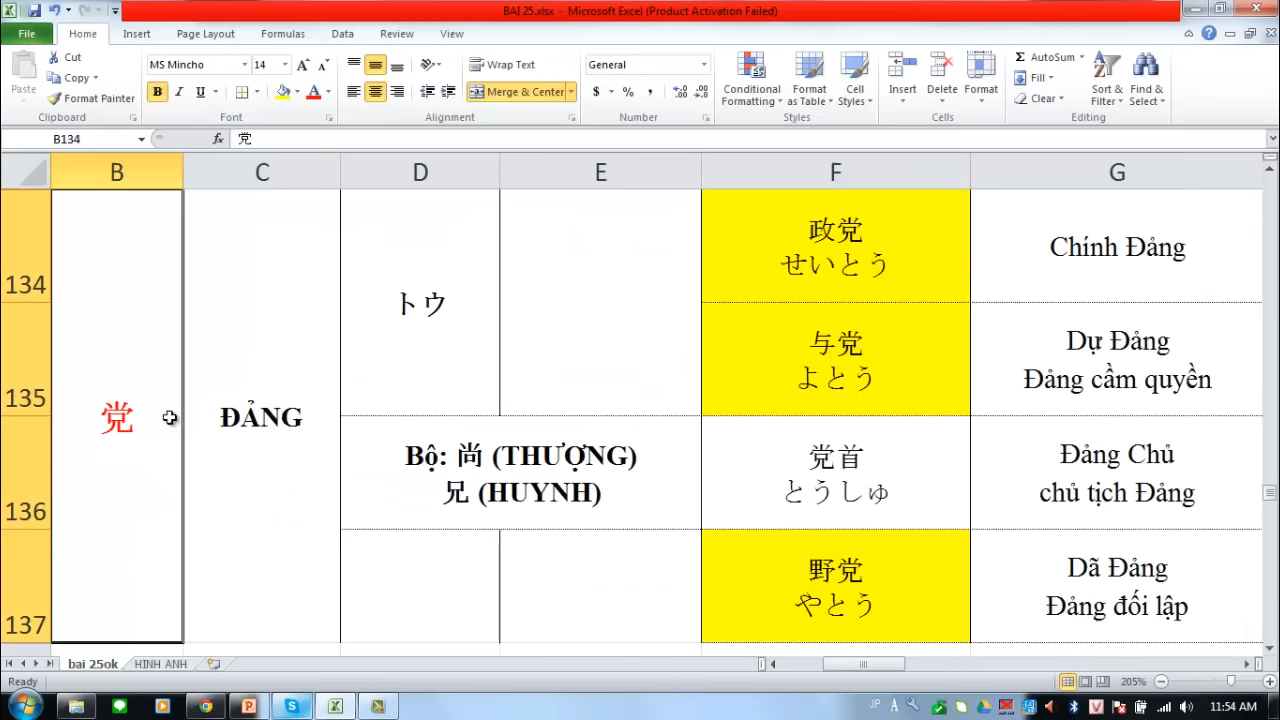 BAI 25.xlsx - Microsoft Excel (Product Activation Failed)
File Home Insert Page Layout Formulas Data Review View
Paste
Cut
Copy
Format Painter
Clipboard
MS Mincho 14
B I U
Font
Wrap Text
Merge & Center
Alignment
General
$ % ,
Number
Conditional Formatting
Format as Table
Cell Styles
Styles
Insert
Delete
Format
Cells
AutoSum
Fill
Clear
Sort & Filter
Find & Select
Editing
B134 fx 党
B C D E F G
134
135
136
137
党
ĐẢNG
トウ
Bộ: 尚 (THƯỢNG)
兄 (HUYNH)
政党
せいとう
Chính Đảng
与党
よとう
Dự Đảng
Đảng cầm quyền
党首
とうしゅ
Đảng Chủ
chủ tịch Đảng
野党
やとう
Dã Đảng
Đảng đối lập
bai 25ok HINH ANH
Ready 205%
JP A 11:54 AM